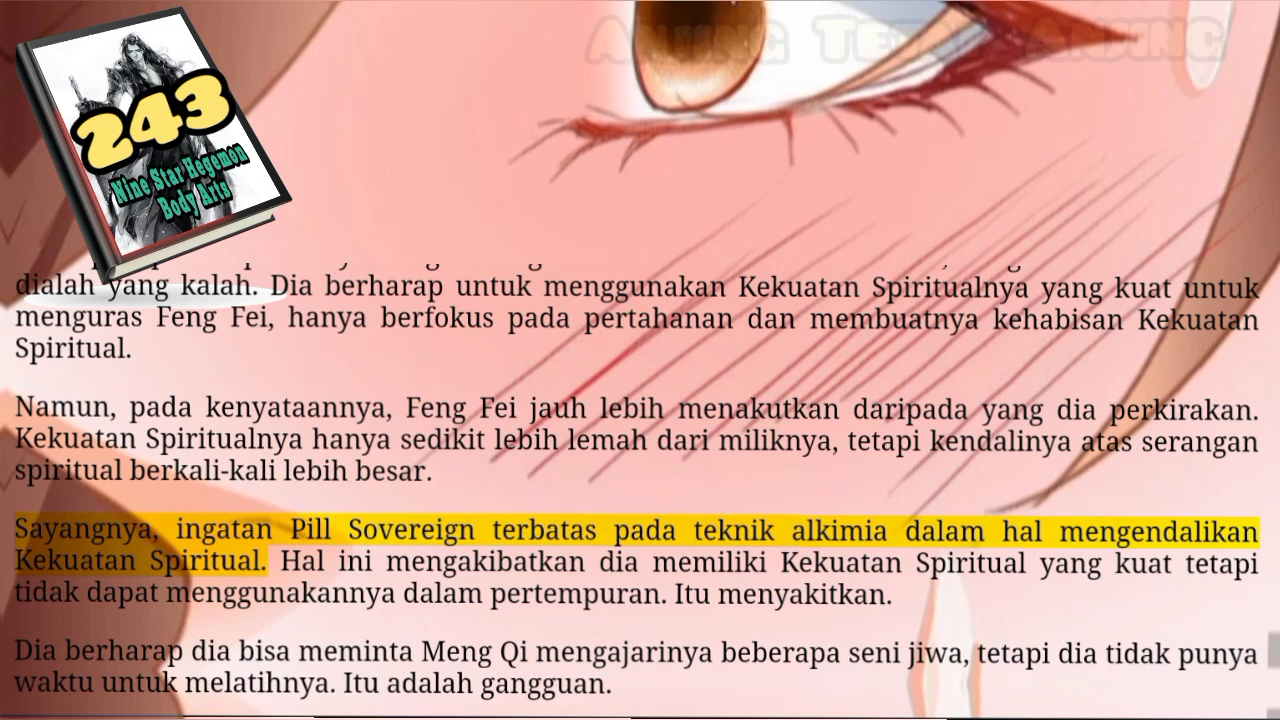 ANJING TETAP ANJING
243
Nine Star Hegemon
Body Arts
dialah yang kalah. Dia berharap untuk menggunakan Kekuatan Spiritualnya yang kuat untuk
menguras Feng Fei, hanya berfokus pada pertahanan dan membuatnya kehabisan Kekuatan
Spiritual.
Namun, pada kenyataannya, Feng Fei jauh lebih menakutkan daripada yang dia perkirakan.
Kekuatan Spiritualnya hanya sedikit lebih lemah dari miliknya, tetapi kendalinya atas serangan
spiritual berkali-kali lebih besar.
Sayangnya, ingatan Pill Sovereign terbatas pada teknik alkimia dalam hal mengendalikan
Kekuatan Spiritual. Hal ini mengakibatkan dia memiliki Kekuatan Spiritual yang kuat tetapi
tidak dapat menggunakannya dalam pertempuran. Itu menyakitkan.
Dia berharap dia bisa meminta Meng Qi mengajarinya beberapa seni jiwa, tetapi dia tidak punya
waktu untuk melatihnya. Itu adalah gangguan.